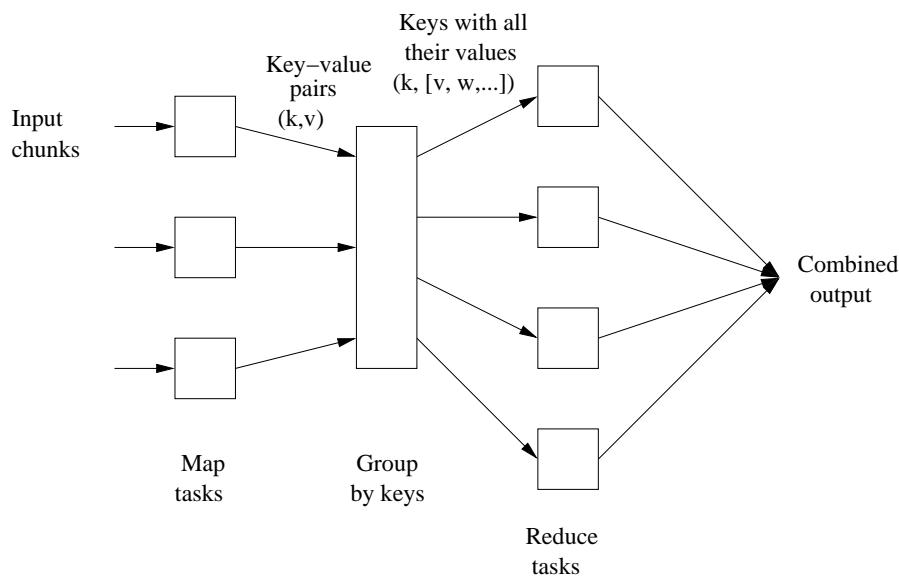 Keys with all
their values
(k, [v, w,...])
Key−value
pairs
(k,v)
Input
chunks
Combined
output
Map
tasks
Group
by keys
Reduce
tasks